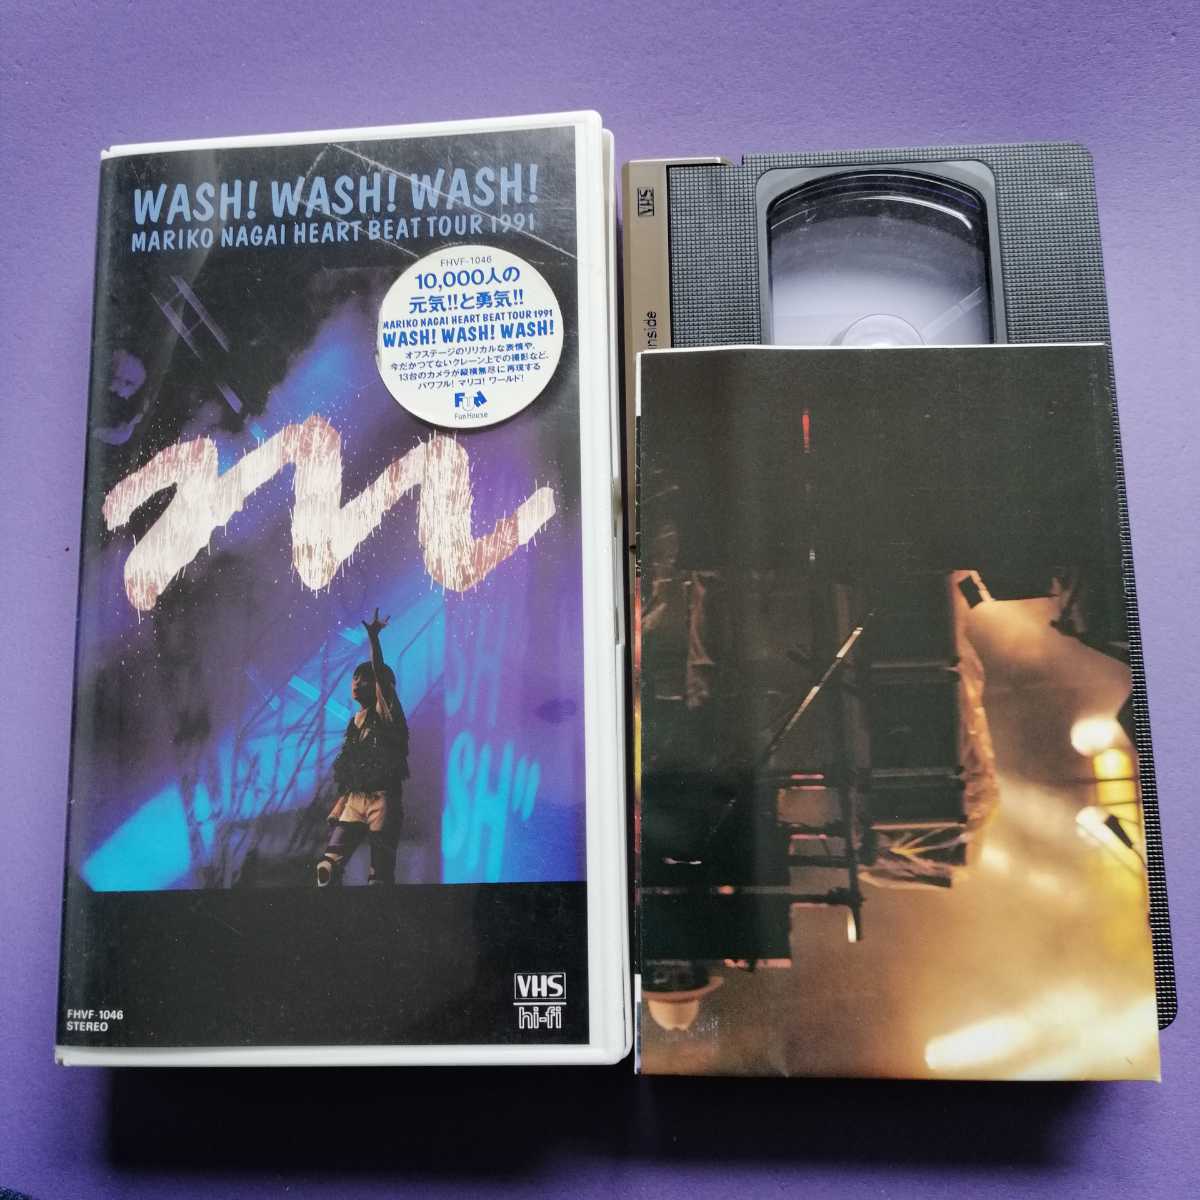 WASH! WASH! WASH!
MARIKO NAGAI HEART BEAT TOUR 1991
FHVF-1046
10,000人の
元気!!と勇気!!
MARIKO NAGAI HEART BEAT TOUR 1991
WASH! WASH! WASH!
オフステージのリリカルな表情や、
今だかつてないクレーン上での撮影など、
13台のカメラが縦横無尽に再現する
パワフル! マリコ! ワールド!
Fun
Fun House
m
SH
SH"
FHVF-1046
STEREO
VHS
hi-fi
VHS